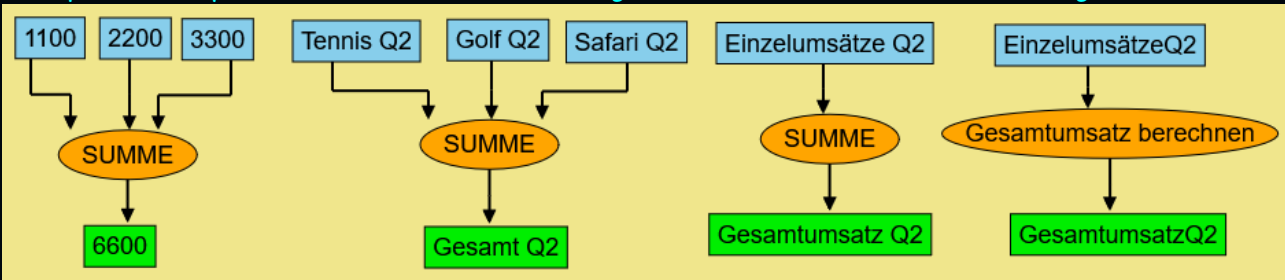 1100
2200
3300
SUMME
6600
Tennis Q2
Golf Q2
Safari Q2
SUMME
Gesamt Q2
Einzelumsätze Q2
SUMME
Gesamtumsatz Q2
EinzelumsätzeQ2
Gesamtumsatz berechnen
GesamtumsatzQ2